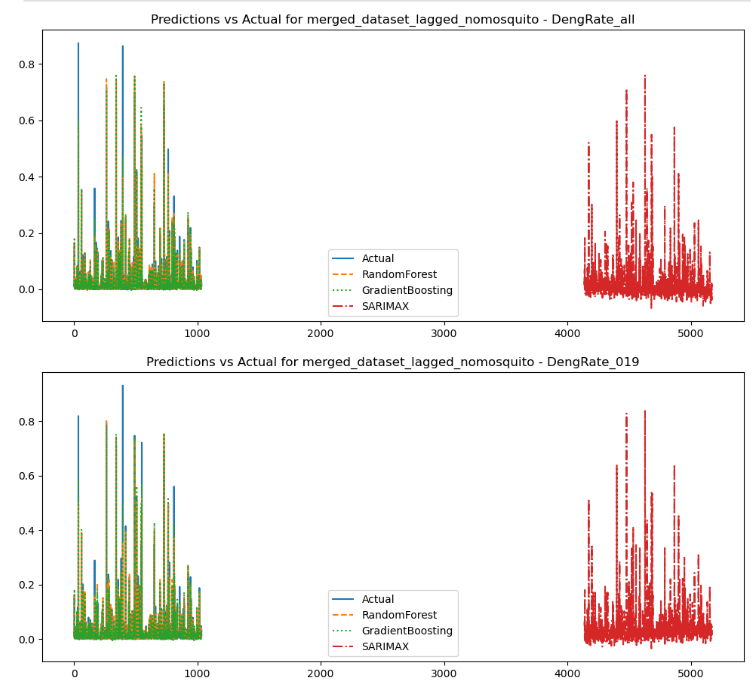 Predictions vs Actual for merged_dataset_lagged_nomosquito - DengRate_all
0.8
0.6
0.4
0.2
0.0
Actual
RandomForest
GradientBoosting
SARIMAX
0 1000 2000 3000 4000 5000
Predictions vs Actual for merged_dataset_lagged_nomosquito - DengRate_019
0.8
0.6
0.4
0.2
0.0
Actual
RandomForest
GradientBoosting
SARIMAX
0 1000 2000 3000 4000 5000